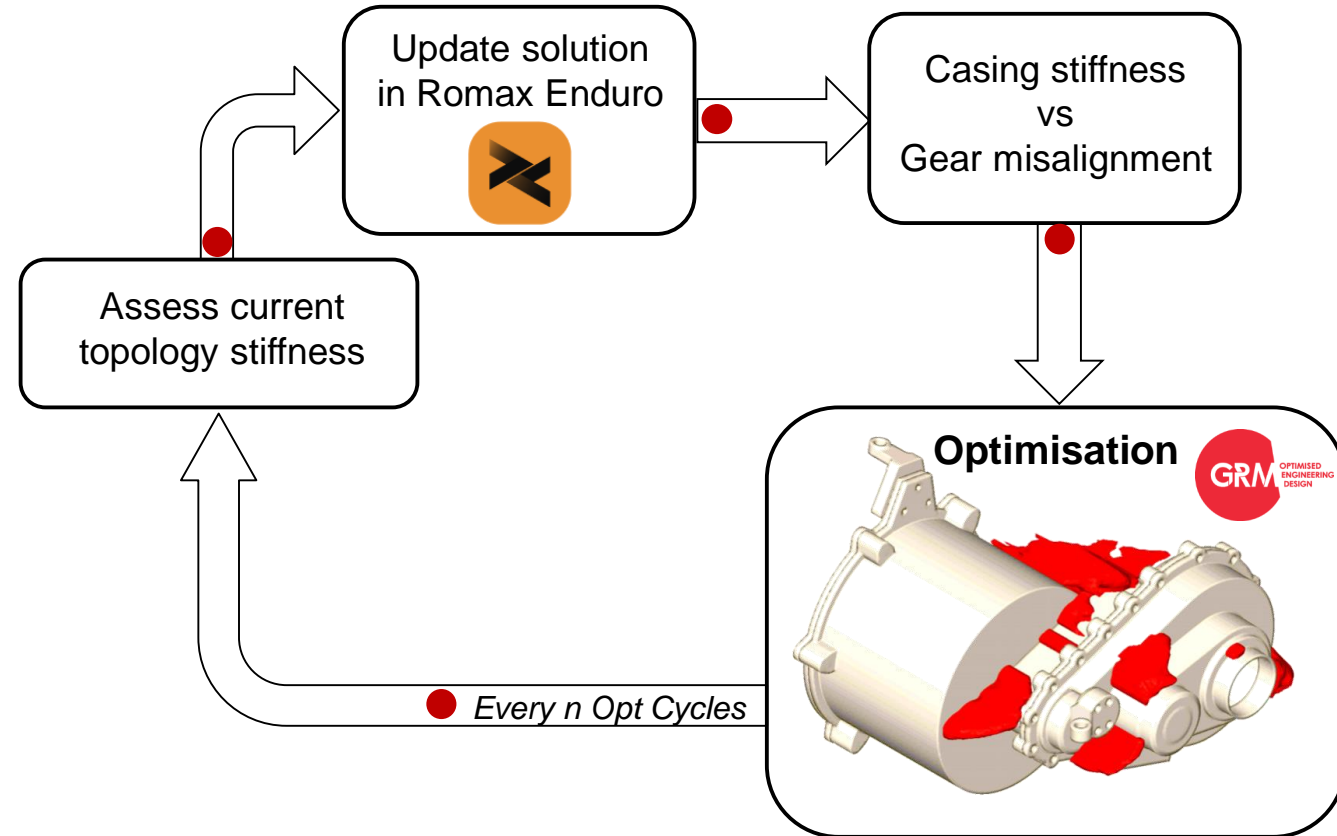 Update solution
in Romax Enduro
Casing stiffness
vs
Gear misalignment
Assess current
topology stiffness
Optimisation
GRM
OPTIMISED
ENGINEERING
DESIGN
Every n Opt Cycles